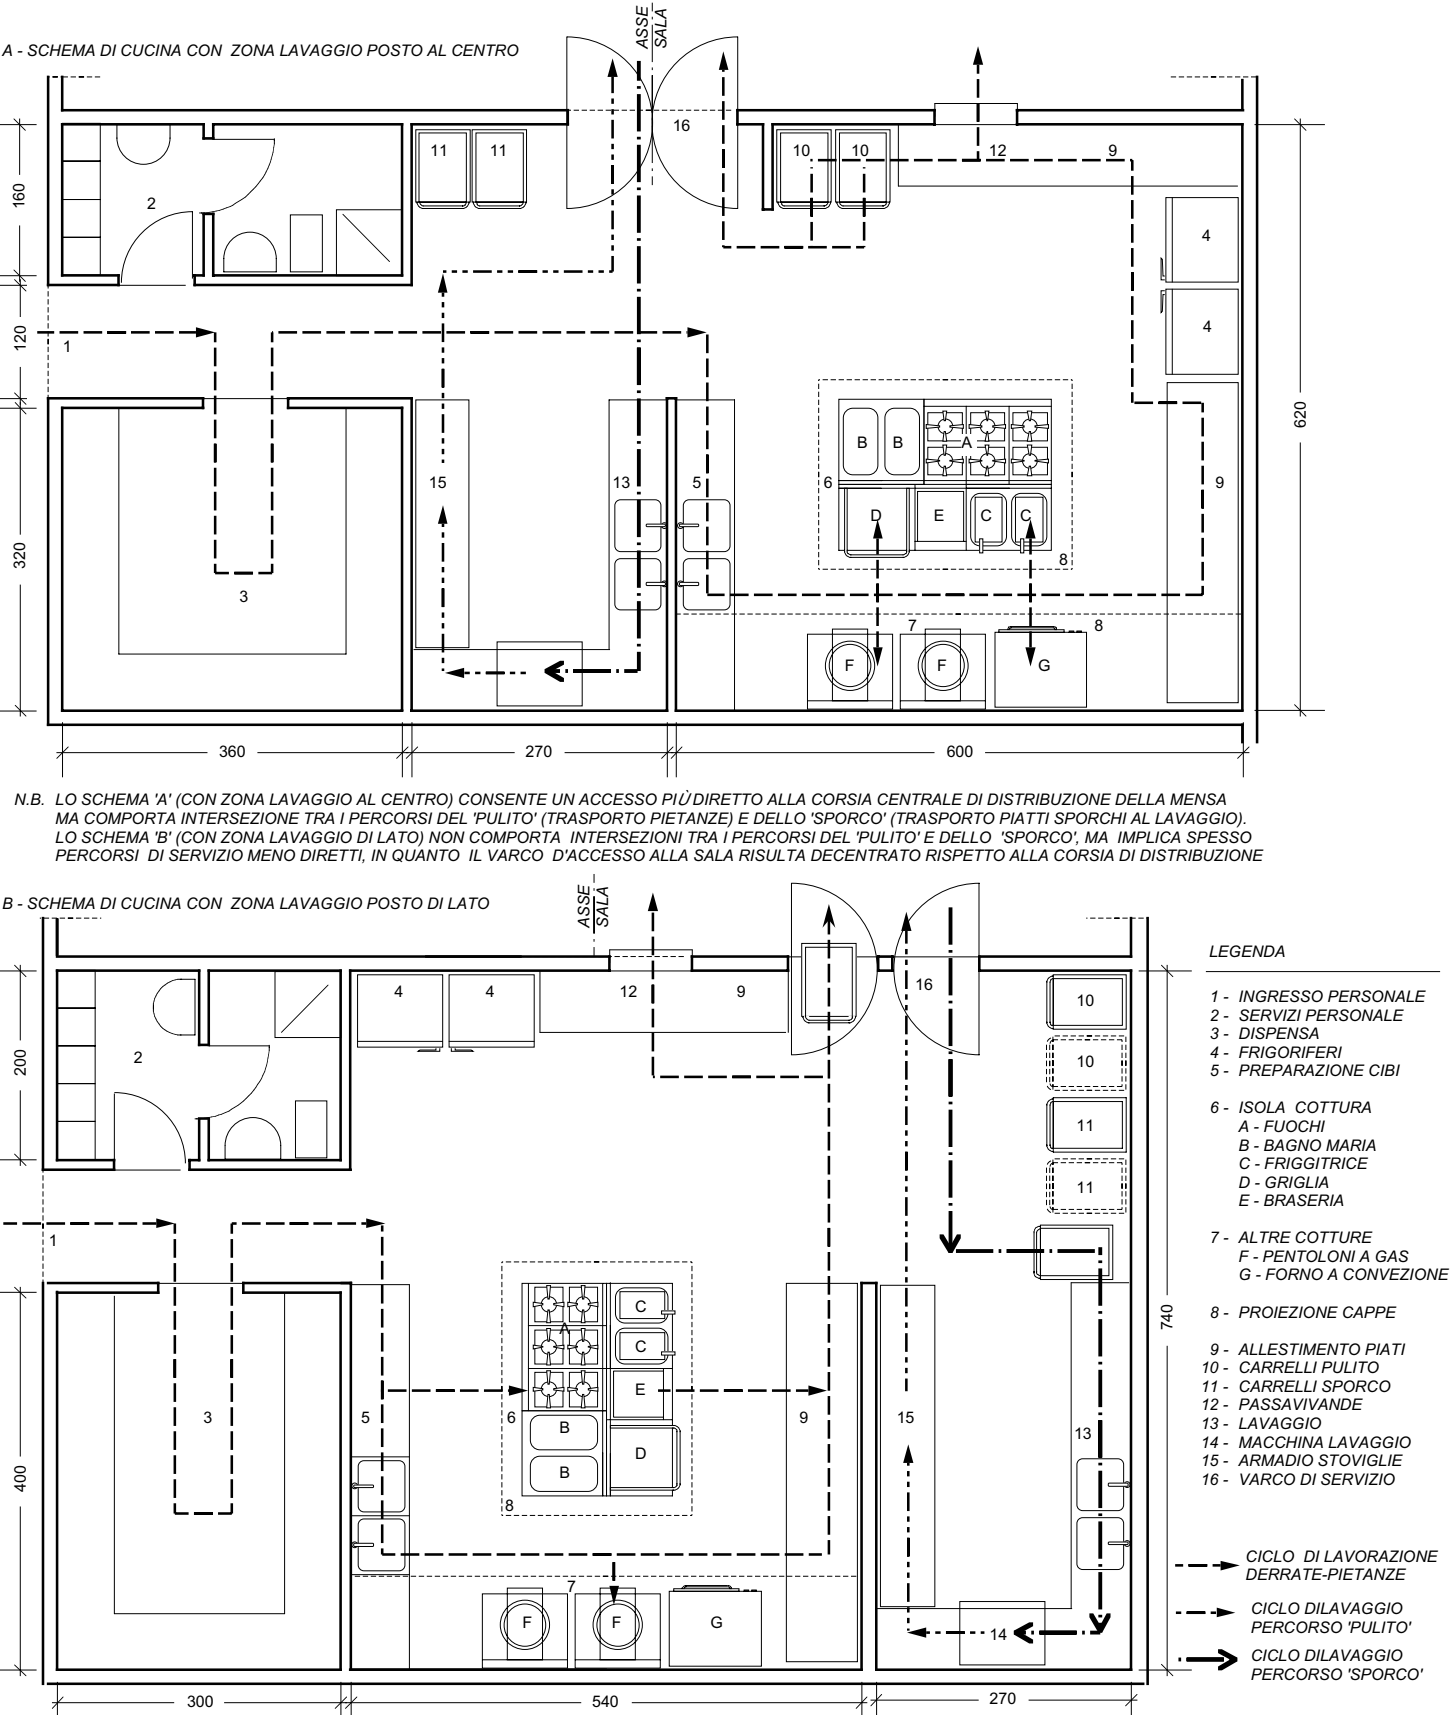 A - SCHEMA DI CUCINA CON ZONA LAVAGGIO POSTO AL CENTRO
ASSE
SALA
16
11 11
10 10
12 9
2
4
4
160
120
320
1
3
15
13
5
6
B B
A
D E C C
8
9
620
7
8
F F G
360 270 600
N.B. LO SCHEMA 'A' (CON ZONA LAVAGGIO AL CENTRO) CONSENTE UN ACCESSO PIÙ DIRETTO ALLA CORSIA CENTRALE DI DISTRIBUZIONE DELLA MENSA
MA COMPORTA INTERSEZIONE TRA I PERCORSI DEL 'PULITO' (TRASPORTO PIETANZE) E DELLO 'SPORCO' (TRASPORTO PIATTI SPORCHI AL LAVAGGIO).
LO SCHEMA 'B' (CON ZONA LAVAGGIO DI LATO) NON COMPORTA INTERSEZIONI TRA I PERCORSI DEL 'PULITO' E DELLO 'SPORCO', MA IMPLICA SPESSO
PERCORSI DI SERVIZIO MENO DIRETTI, IN QUANTO IL VARCO D'ACCESSO ALLA SALA RISULTA DECENTRATO RISPETTO ALLA CORSIA DI DISTRIBUZIONE
B - SCHEMA DI CUCINA CON ZONA LAVAGGIO POSTO DI LATO
ASSE
SALA
4 4
12 9
16
10
10
11
11
2
200
400
1
3
5
6
A
C
C
E
B
B
D
8
9
15
13
740
7
F F G
14
300 540 270
LEGENDA
1 - INGRESSO PERSONALE
2 - SERVIZI PERSONALE
3 - DISPENSA
4 - FRIGORIFERI
5 - PREPARAZIONE CIBI
6 - ISOLA COTTURA
A - FUOCHI
B - BAGNO MARIA
C - FRIGGITRICE
D - GRIGLIA
E - BRASERIA
7 - ALTRE COTTURE
F - PENTOLONI A GAS
G - FORNO A CONVEZIONE
8 - PROIEZIONE CAPPE
9 - ALLESTIMENTO PIATI
10 - CARRELLI PULITO
11 - CARRELLI SPORCO
12 - PASSAVIVANDE
13 - LAVAGGIO
14 - MACCHINA LAVAGGIO
15 - ARMADIO STOVIGLIE
16 - VARCO DI SERVIZIO
CICLO DI LAVORAZIONE
DERRATE-PIETANZE
CICLO DILAVAGGIO
PERCORSO 'PULITO'
CICLO DILAVAGGIO
PERCORSO 'SPORCO'